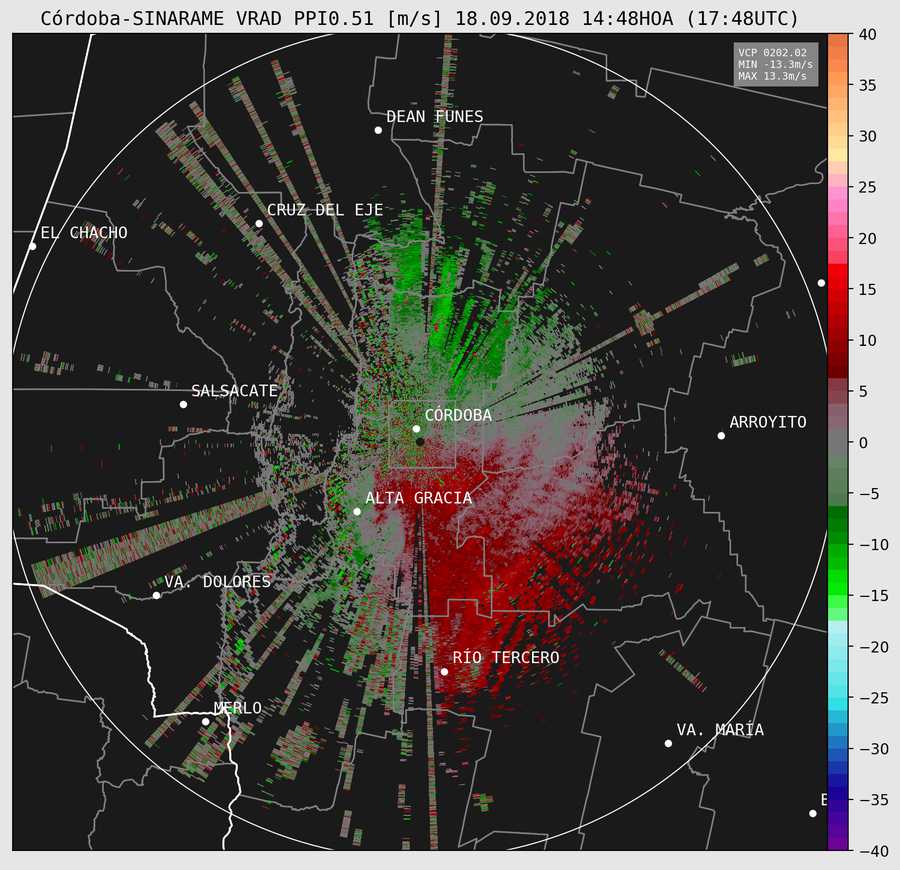 Córdoba-SINARAME VRAD PPI0.51 [m/s] 18.09.2018 14:48HOA (17:48UTC)
VCP 0202.02
MIN -13.3m/s
MAX 13.3m/s
DEAN FUNES
CRUZ DEL EJE
EL CHACHO
SALSACATE
CÓRDOBA
ARROYITO
ALTA GRACIA
VA. DOLORES
RÍO TERCERO
MERLO
VA. MARÍA
40
35
30
25
20
15
10
5
0
−5
−10
−15
−20
−25
−30
−35
−40